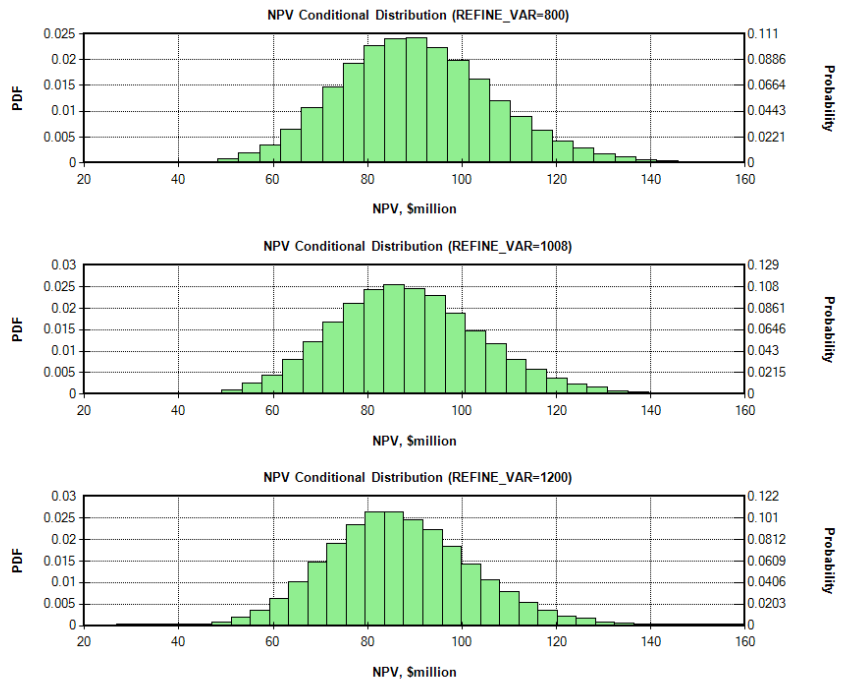 NPV Conditional Distribution (REFINE_VAR=800)
0.025 0.111
0.02 0.0886
0.015 0.0664
0.01 0.0443
0.005 0.0221
0 0
PDF
Probability
20 40 60 80 100 120 140 160
NPV, $million
NPV Conditional Distribution (REFINE_VAR=1008)
0.03 0.129
0.025 0.108
0.02 0.0861
0.015 0.0646
0.01 0.043
0.005 0.0215
0 0
PDF
Probability
20 40 60 80 100 120 140 160
NPV, $million
NPV Conditional Distribution (REFINE_VAR=1200)
0.03 0.122
0.025 0.101
0.02 0.0812
0.015 0.0609
0.01 0.0406
0.005 0.0203
0 0
PDF
Probability
20 40 60 80 100 120 140 160
NPV, $million